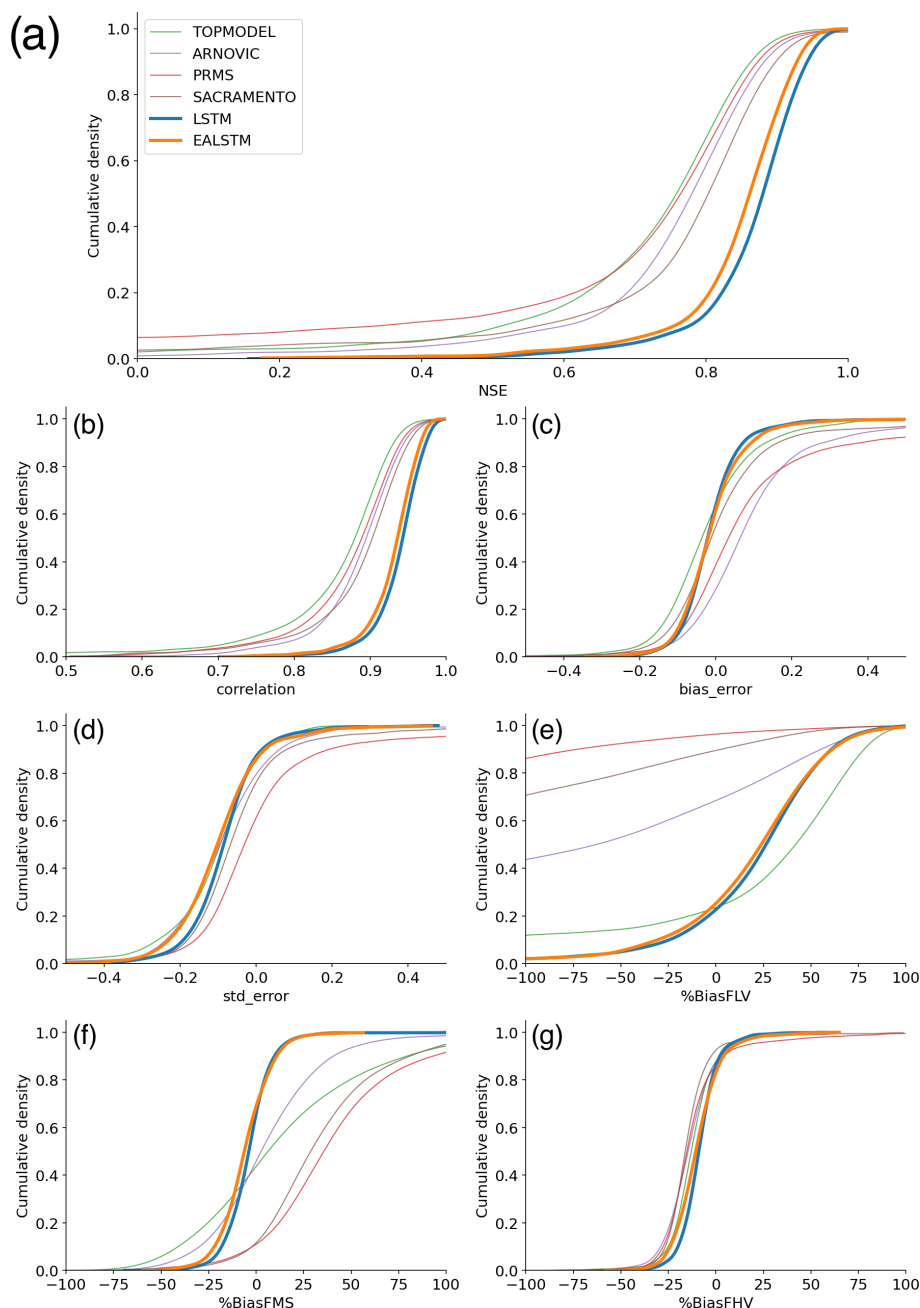 (a)
TOPMODEL
ARNOVIC
PRMS
SACRAMENTO
LSTM
EALSTM
Cumulative density
1.0
0.8
0.6
0.4
0.2
0.0
0.0 0.2 0.4 0.6 0.8 1.0
NSE
(b)
Cumulative density
1.0
0.8
0.6
0.4
0.2
0.0
0.5 0.6 0.7 0.8 0.9 1.0
correlation
(c)
Cumulative density
1.0
0.8
0.6
0.4
0.2
0.0
−0.4 −0.2 0.0 0.2 0.4
bias_error
(d)
Cumulative density
1.0
0.8
0.6
0.4
0.2
0.0
−0.4 −0.2 0.0 0.2 0.4
std_error
(e)
Cumulative density
1.0
0.8
0.6
0.4
0.2
0.0
−100 −75 −50 −25 0 25 50 75 100
%BiasFLV
(f)
Cumulative density
1.0
0.8
0.6
0.4
0.2
0.0
−100 −75 −50 −25 0 25 50 75 100
%BiasFMS
(g)
Cumulative density
1.0
0.8
0.6
0.4
0.2
0.0
−100 −75 −50 −25 0 25 50 75 100
%BiasFHV